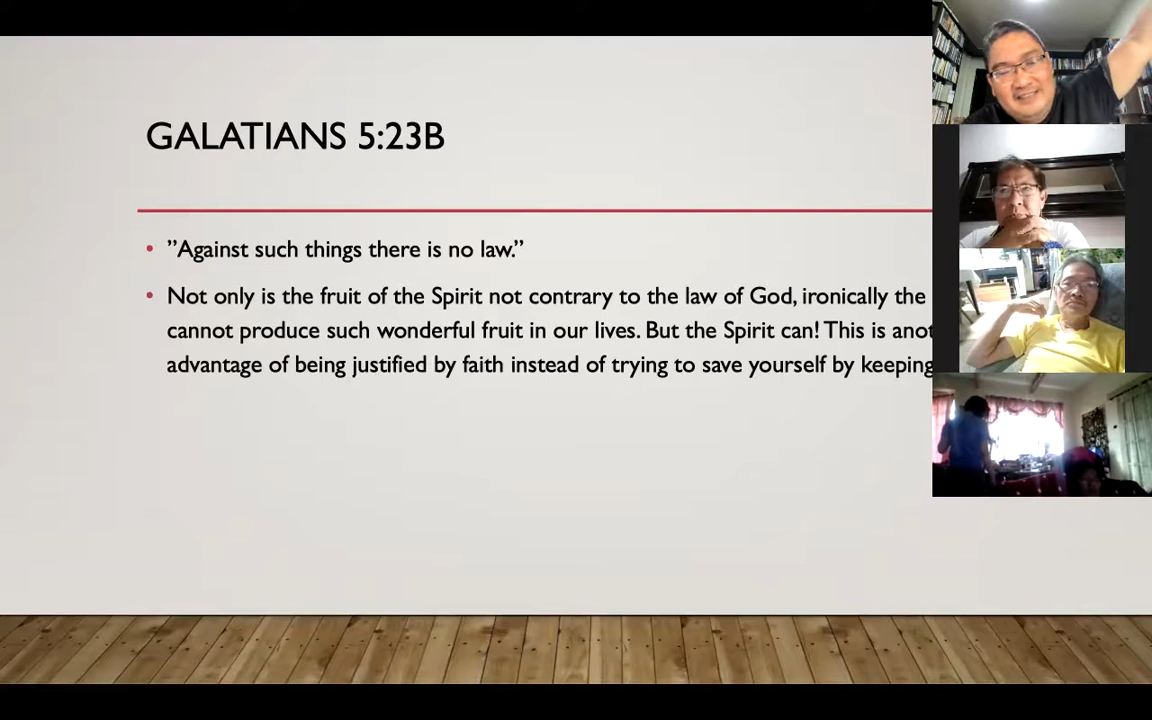 GALATIANS 5:23B
”Against such things there is no law.”
Not only is the fruit of the Spirit not contrary to the law of God, ironically the
cannot produce such wonderful fruit in our lives. But the Spirit can! This is
advantage of being justified by faith instead of trying to save yourself by keeping